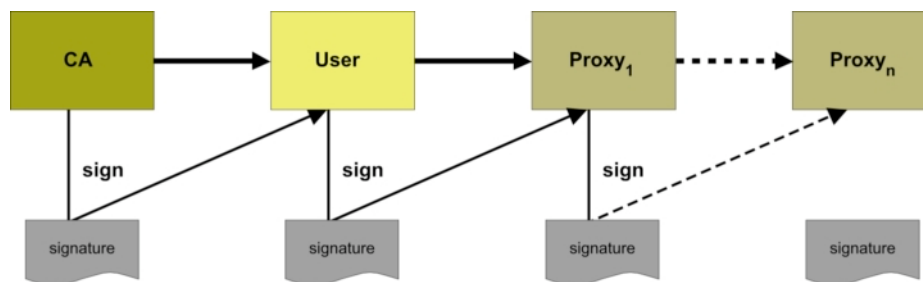 CA
User
Proxy1
Proxyn
sign
sign
sign
signature
signature
signature
signature